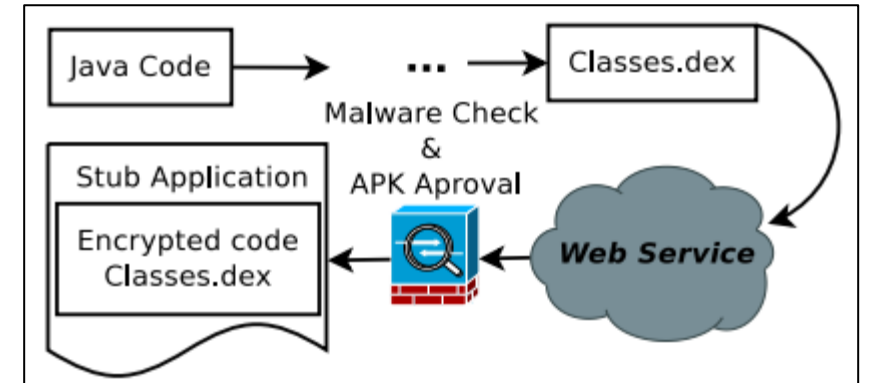 Java Code
...
Classes.dex
Malware Check
&
APK Aproval
Stub Application
Encrypted code
Classes.dex
Web Service